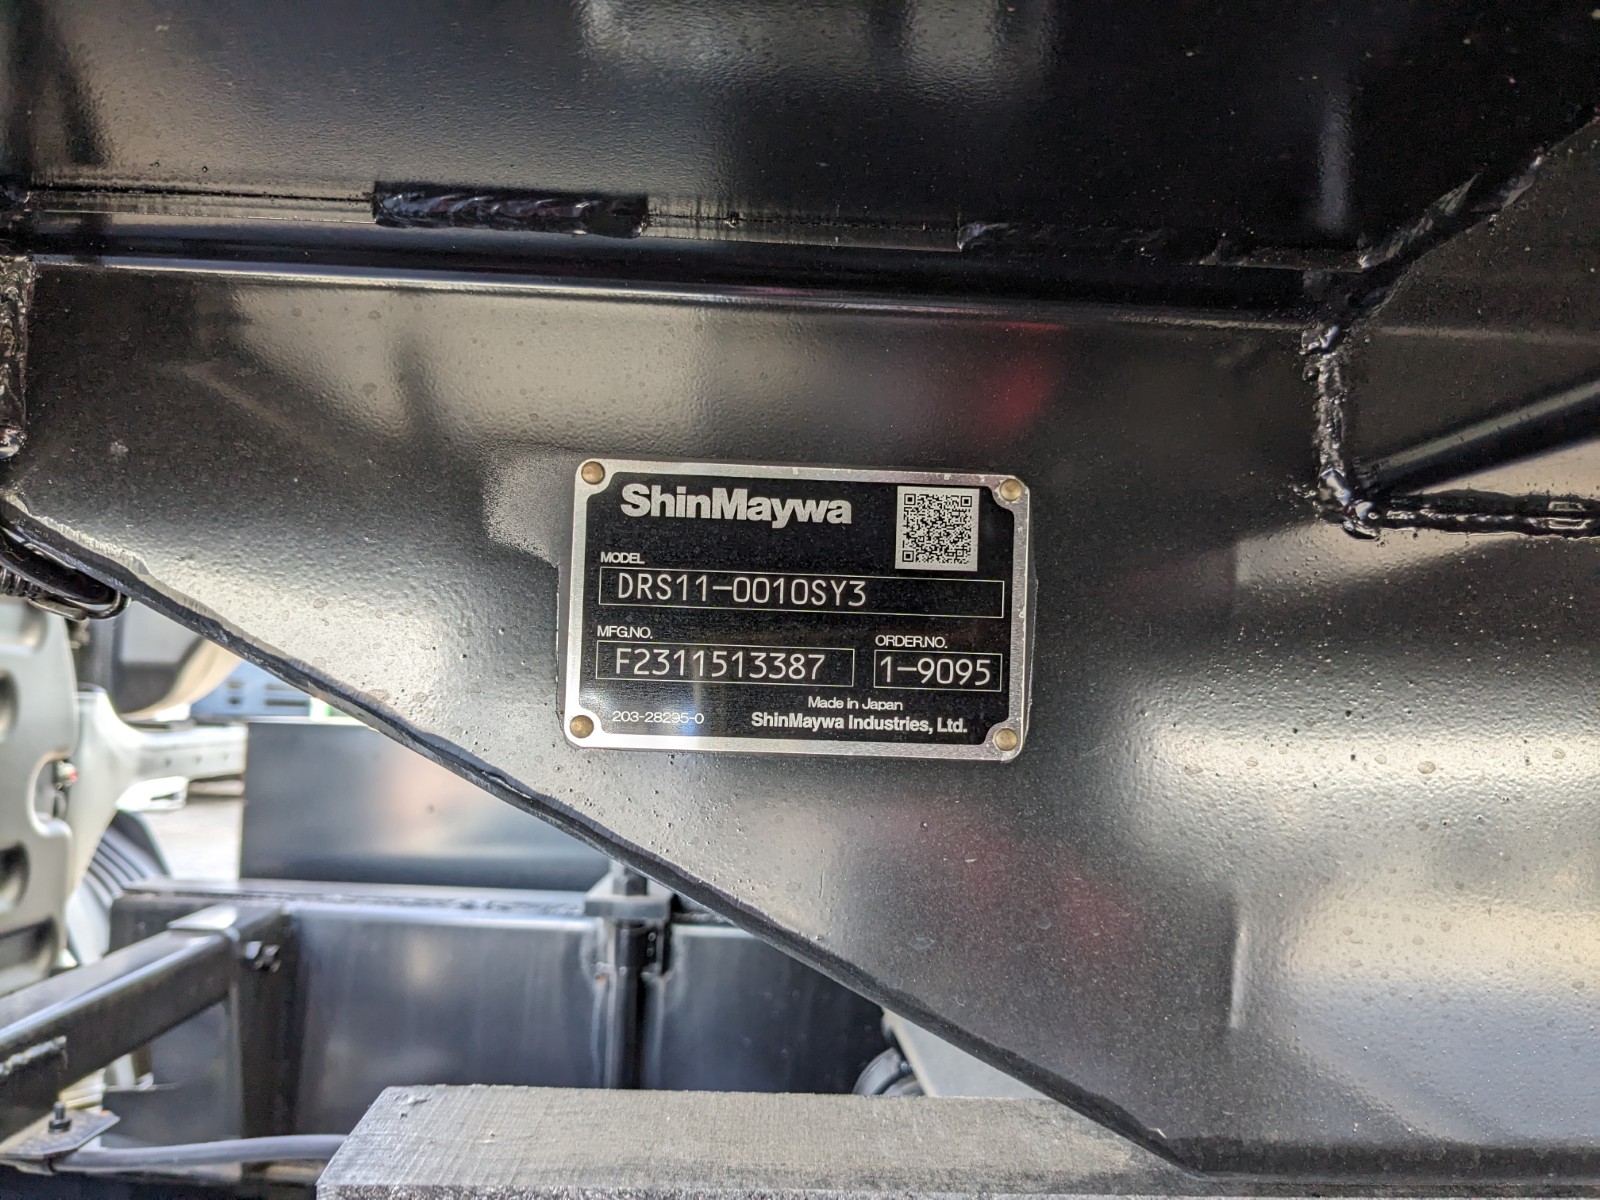 ShinMaywa
MODEL
DRS11-0010SY3
MFG.NO.
ORDER.NO.
F2311513387
1-9095
Made in Japan
203-28295-0
ShinMaywa Industries, Ltd.